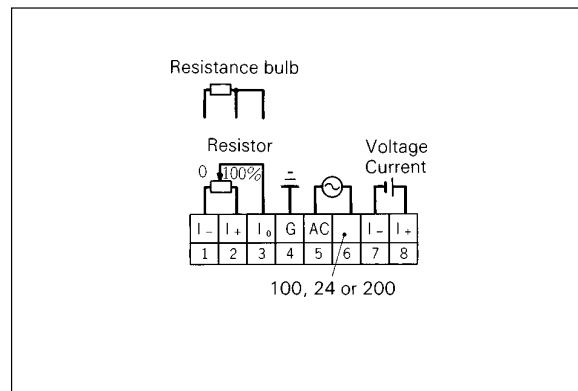 Resistance bulb
Resistor
0 100%
Voltage
Current
I- I+ I₀ G AC . I- I+
1 2 3 4 5 6 7 8
100, 24 or 200